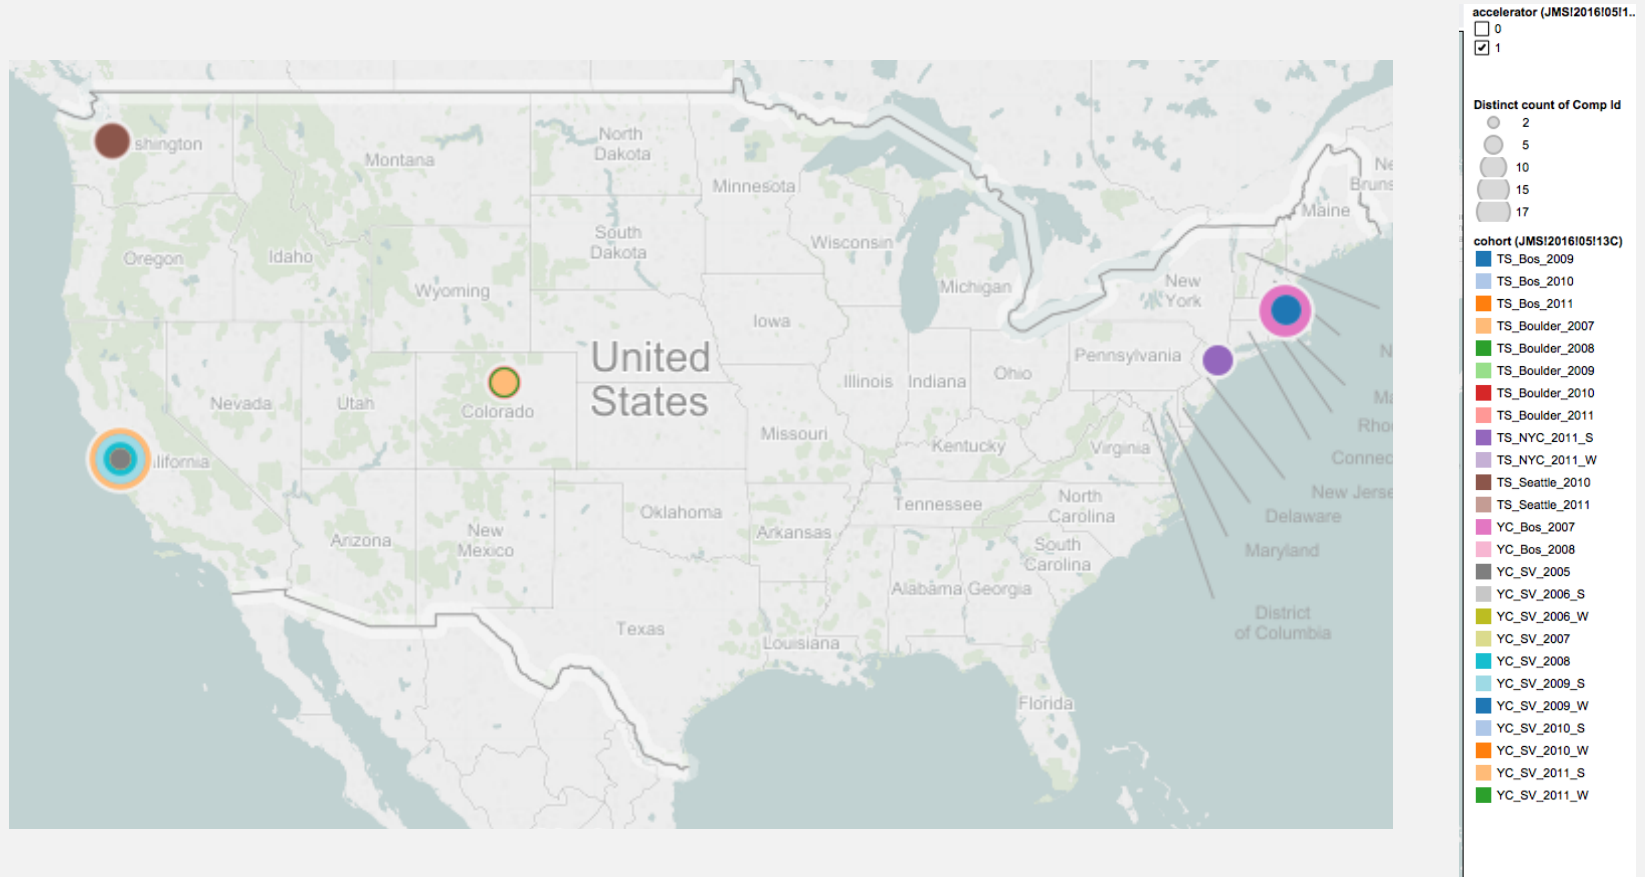 shington
Montana
North
Dakota
Minnesota
Ne
Bruns
Maine
Oregon
Idaho
South
Dakota
Wisconsin
Wyoming
Michigan
New
York
Iowa
United
States
Pennsylvania
N
Nevada
Utah
Colorado
Illinois
Indiana
Ohio
Ma
Rho
lifornia
Missouri
Kentucky
Virginia
Connec
New Jerse
Oklahoma
Tennessee
North
Carolina
Delaware
Arizona
New
Mexico
Arkansas
South
Carolina
Maryland
Alabama
Georgia
District
of Columbia
Texas
Louisiana
Florida
accelerator (JMS!2016!05!1..
0
1
Distinct count of Comp Id
2
5
10
15
17
cohort (JMS!2016!05!13C)
TS_Bos_2009
TS_Bos_2010
TS_Bos_2011
TS_Boulder_2007
TS_Boulder_2008
TS_Boulder_2009
TS_Boulder_2010
TS_Boulder_2011
TS_NYC_2011_S
TS_NYC_2011_W
TS_Seattle_2010
TS_Seattle_2011
YC_Bos_2007
YC_Bos_2008
YC_SV_2005
YC_SV_2006_S
YC_SV_2006_W
YC_SV_2007
YC_SV_2008
YC_SV_2009_S
YC_SV_2009_W
YC_SV_2010_S
YC_SV_2010_W
YC_SV_2011_S
YC_SV_2011_W